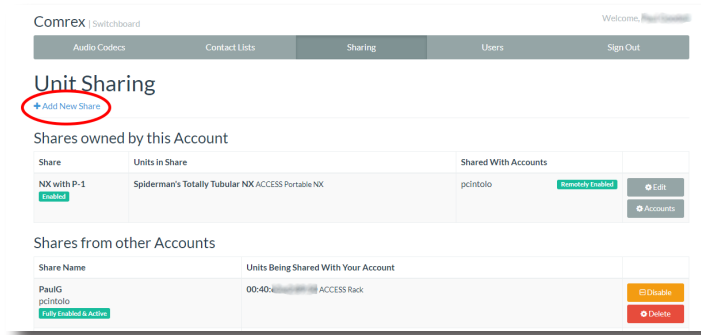 Comrex | Switchboard
Welcome,
Audio Codecs Contact Lists Sharing Users Sign Out
Unit Sharing
+ Add New Share
Shares owned by this Account
Share Units in Share Shared With Accounts
NX with P-1 Spiderman's Totally Tubular NX ACCESS Portable NX pcintolo Remotely Enabled Edit
Enabled
Accounts
Shares from other Accounts
Share Name Units Being Shared With Your Account
PaulG 00:40: ACCESS Rack Disable
pcintolo
Fully Enabled & Active Delete